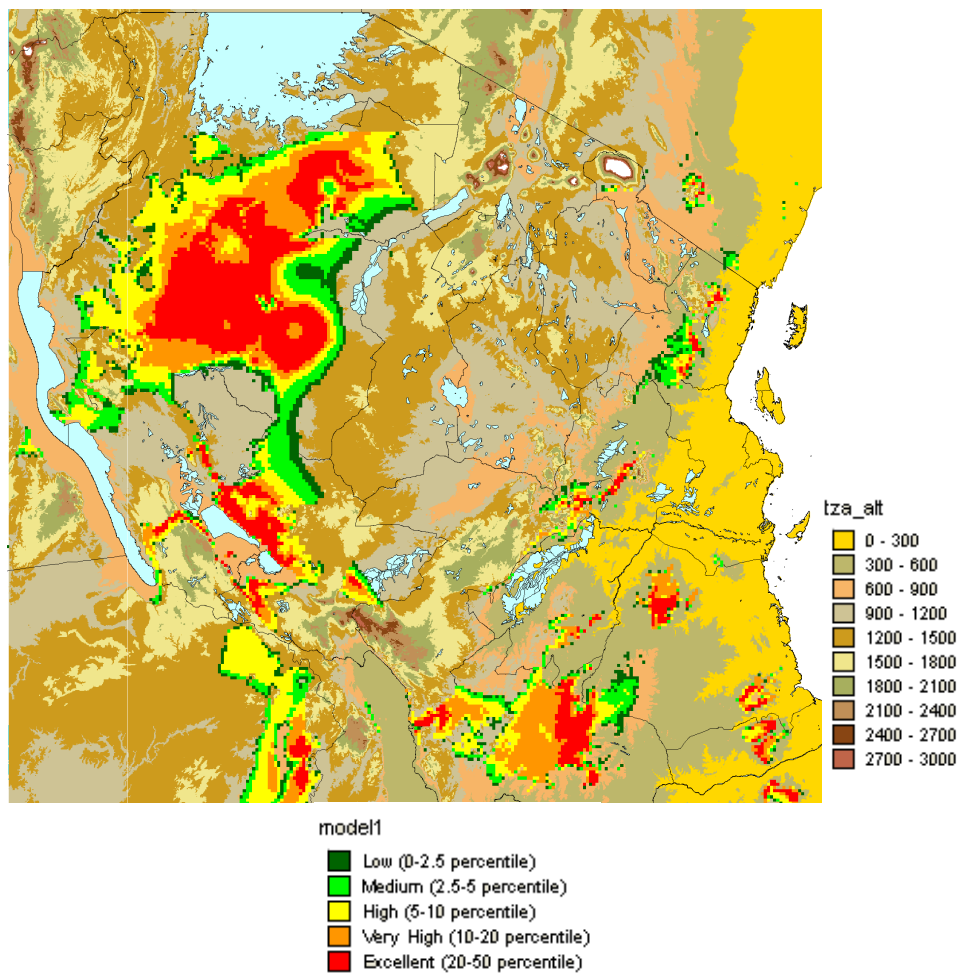 tza_alt
0 - 300
300 - 600
600 - 900
900 - 1200
1200 - 1500
1500 - 1800
1800 - 2100
2100 - 2400
2400 - 2700
2700 - 3000
model1
Low (0-2.5 percentile)
Medium (2.5-5 percentile)
High (5-10 percentile)
Very High (10-20 percentile)
Excellent (20-50 percentile)